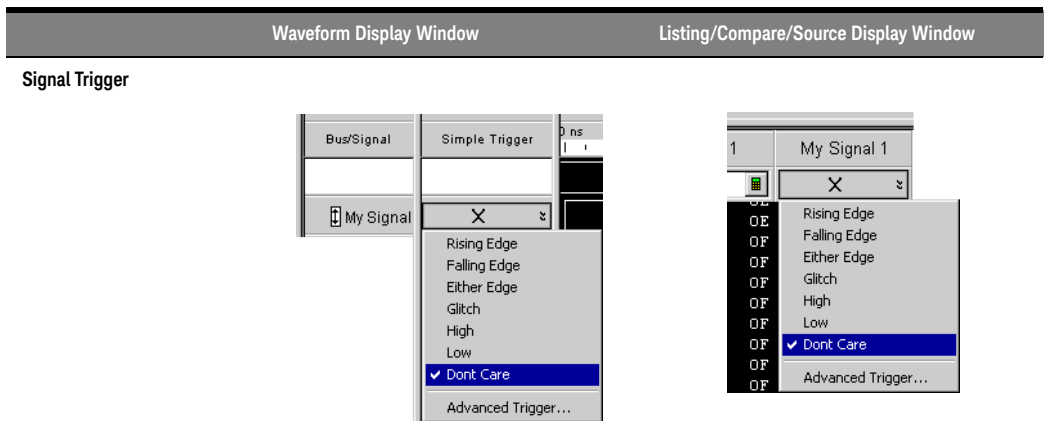 Waveform Display Window
Listing/Compare/Source Display Window
Signal Trigger
Bus/Signal
Simple Trigger
0 ns
My Signal
X
Rising Edge
Falling Edge
Either Edge
Glitch
High
Low
Dont Care
Advanced Trigger...
1
My Signal 1
X
0E
0F
0F
0F
0F
0F
0F
0F
0F
Rising Edge
Falling Edge
Either Edge
Glitch
High
Low
Dont Care
Advanced Trigger...